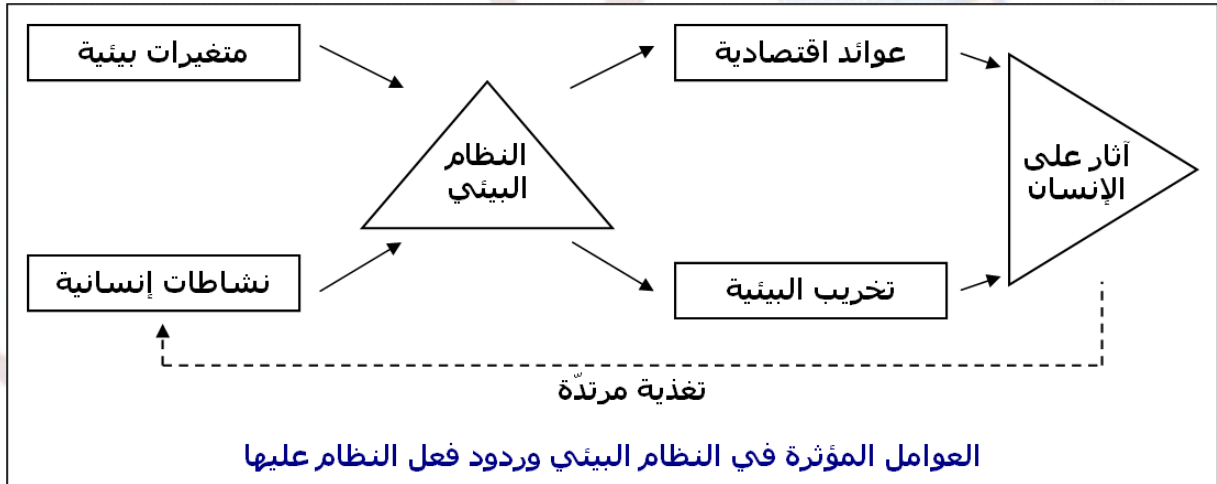 متغيرات بيئية
عوائد اقتصادية
النظام
البيئي
آثار على
الإنسان
نشاطات إنسانية
تخريب البيئية
تغذية مرتدّة
العوامل المؤثرة في النظام البيئي وردود فعل النظام عليها